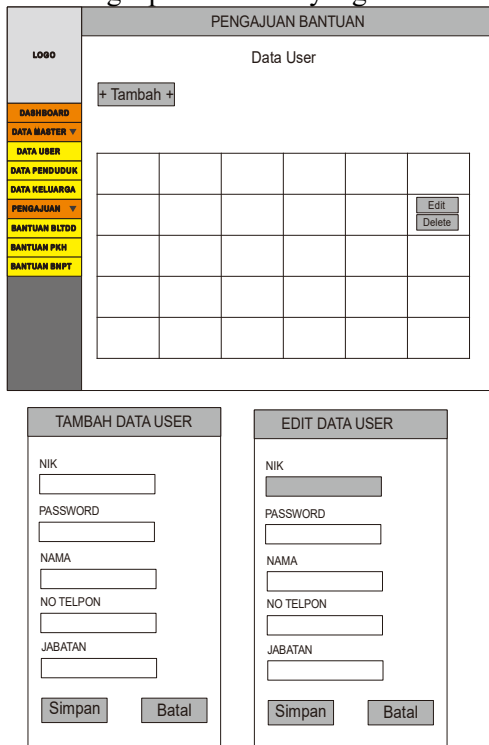 PENGAJUAN BANTUAN
LOGO
Data User
+ Tambah +
DASHBOARD
DATA MASTER ▼
DATA USER
DATA PENDUDUK
DATA KELUARGA
PENGAJUAN ▼
BANTUAN BLTDD
BANTUAN PKH
BANTUAN BNPT
Edit
Delete
TAMBAH DATA USER
NIK
PASSWORD
NAMA
NO TELPON
JABATAN
Simpan Batal
EDIT DATA USER
NIK
PASSWORD
NAMA
NO TELPON
JABATAN
Simpan Batal